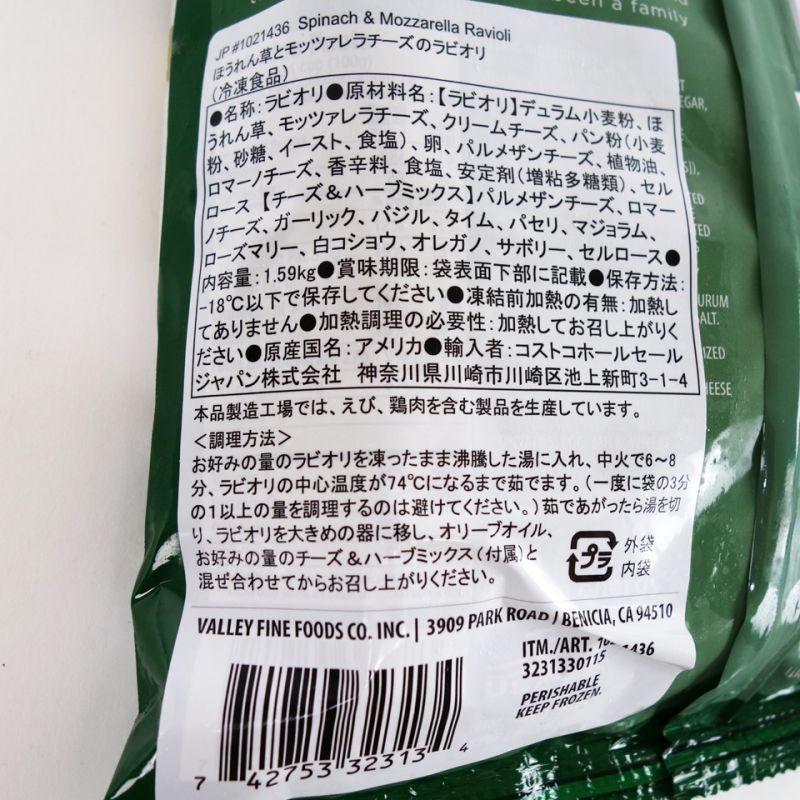 been a family
JP #1021436 Spinach & Mozzarella Ravioli
ほうれん草とモッツァレラチーズのラビオリ
(冷凍食品)
●名称:ラビオリ●原材料名:【ラビオリ】デュラム小麦粉、ほ
うれん草、モッツァレラチーズ、クリームチーズ、パン粉(小麦
粉、砂糖、イースト、食塩)、卵、パルメザンチーズ、植物油、
ロマーノチーズ、香辛料、食塩、安定剤(増粘多糖類)、セル
ロース【チーズ&ハーブミックス】パルメザンチーズ、ロマー
ノチーズ、ガーリック、バジル、タイム、パセリ、マジョラム、
ローズマリー、白コショウ、オレガノ、サボリー、セルロース●
内容量:1.59kg●賞味期限:袋表面下部に記載●保存方法:
-18℃以下で保存してください●凍結前加熱の有無:加熱し
てありません●加熱調理の必要性:加熱してお召し上がりく
ださい●原産国名:アメリカ●輸入者:コストコホールセール
ジャパン株式会社 神奈川県川崎市川崎区池上新町3-1-4
本品製造工場では、えび、鶏肉を含む製品を生産しています。
<調理方法>
お好みの量のラビオリを凍ったまま沸騰した湯に入れ、中火で6~8
分、ラビオリの中心温度が74℃になるまで茹でます。(一度に袋の3分
の1以上の量を調理するのは避けてください。)茹であがったら湯を切
り、ラビオリを大きめの器に移し、オリーブオイル、
お好みの量のチーズ&ハーブミックス(付属)と
混ぜ合わせてからお召し上がりください。
プラ
外袋
内袋
VALLEY FINE FOODS CO. INC. | 3909 PARK ROAD / BENICIA, CA 94510
ITM./ART. 1436
3231330115
PERISHABLE
KEEP FROZEN.
7 42753 32313 4
DURUM
ALT.
CHEESE